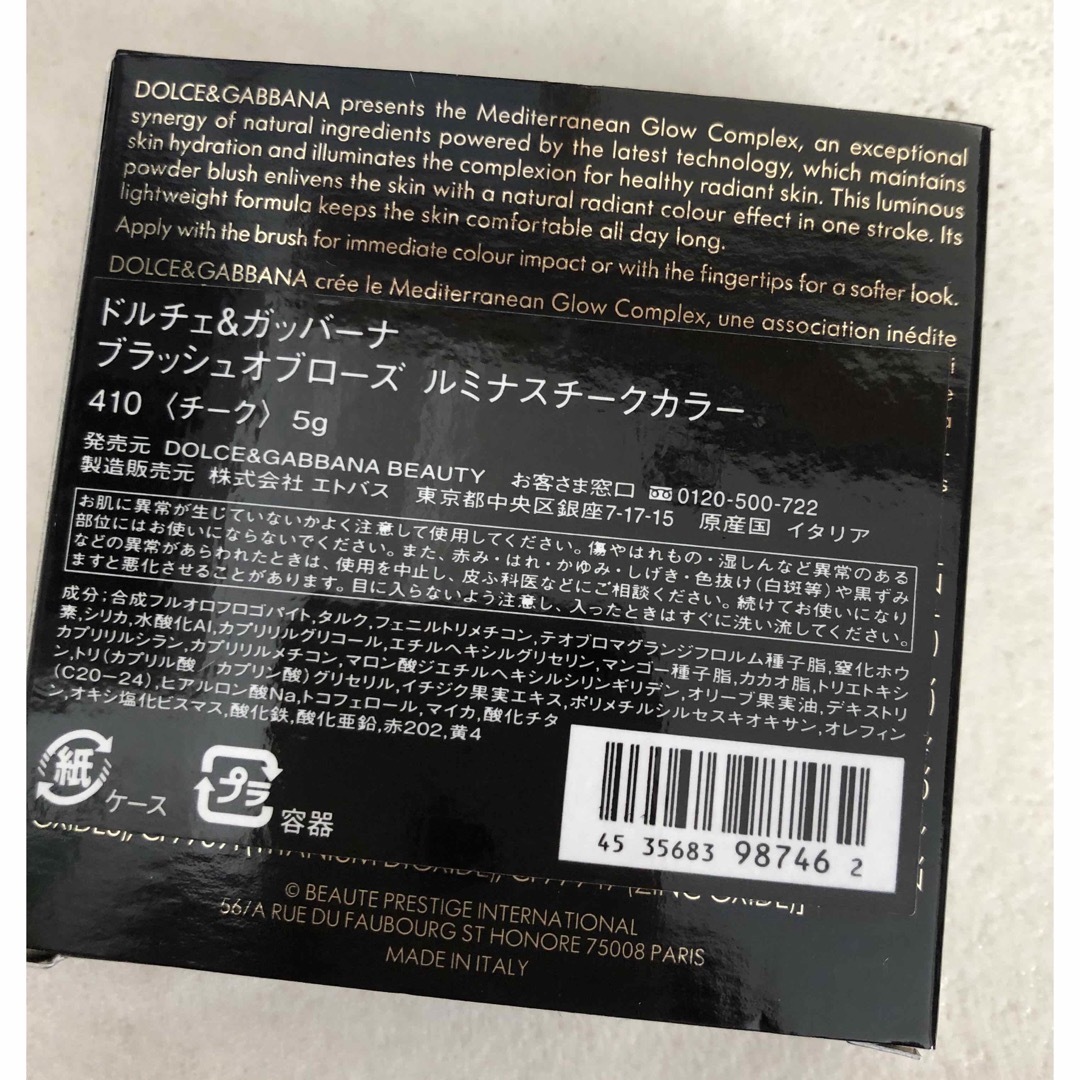 DOLCE&GABBANA presents the Mediterranean Glow Complex, an exceptional
synergy of natural ingredients powered by the latest technology, which maintains
skin hydration and illuminates the complexion for healthy radiant skin. This luminous
powder blush enlivens the skin with a natural radiant colour effect in one stroke. Its
lightweight formula keeps the skin comfortable all day long.
Apply with the brush for immediate colour impact or with the fingertips for a softer look.
DOLCE&GABBANA crée le Mediterranean Glow Complex, une association inédite
ドルチェ&ガッバーナ
ブラッシュオブローズ ルミナスチークカラー
410 〈チーク〉 5g
発売元 DOLCE&GABBANA BEAUTY お客さま窓口 0120-500-722
製造販売元 株式会社 エトバス 東京都中央区銀座7-17-15 原産国 イタリア
お肌に異常が生じていないかよく注意して使用してください。傷やはれもの・湿しんなど異常のある
部位にはお使いにならないでください。また、赤み・はれ・かゆみ・しげき・色抜け(白斑等)や黒ずみ
などの異常があらわれたときは、使用を中止し、皮ふ科医などにご相談ください。続けてお使いになり
ますと悪化させることがあります。目に入らないよう注意し、入ったときはすぐに洗い流してください。
成分;合成フルオロフロゴパイト,タルク,フェニルトリメチコン,テオブロマグランジフロルム種子脂,窒化ホウ
素,シリカ,水酸化Al,カプリリルグリコール,エチルヘキシルグリセリン,マンゴー種子脂,カカオ脂,トリエトキシ
カプリリルシラン,カプリリルメチコン,マロン酸ジエチルヘキシルシリンギリデン,オリーブ果実油,デキストリ
ン,トリ(カプリル酸/カプリン酸)グリセリル,イチジク果実エキス,ポリメチルシルセスキオキサン,オレフィン
(C20-24),ヒアルロン酸Na,トコフェロール,マイカ,酸化チタ
ン,オキシ塩化ビスマス,酸化鉄,酸化亜鉛,赤202,黄4
紙 ケース
プラ 容器
45 35683 98746 2
© BEAUTE PRESTIGE INTERNATIONAL
56/A RUE DU FAUBOURG ST HONORE 75008 PARIS
MADE IN ITALY